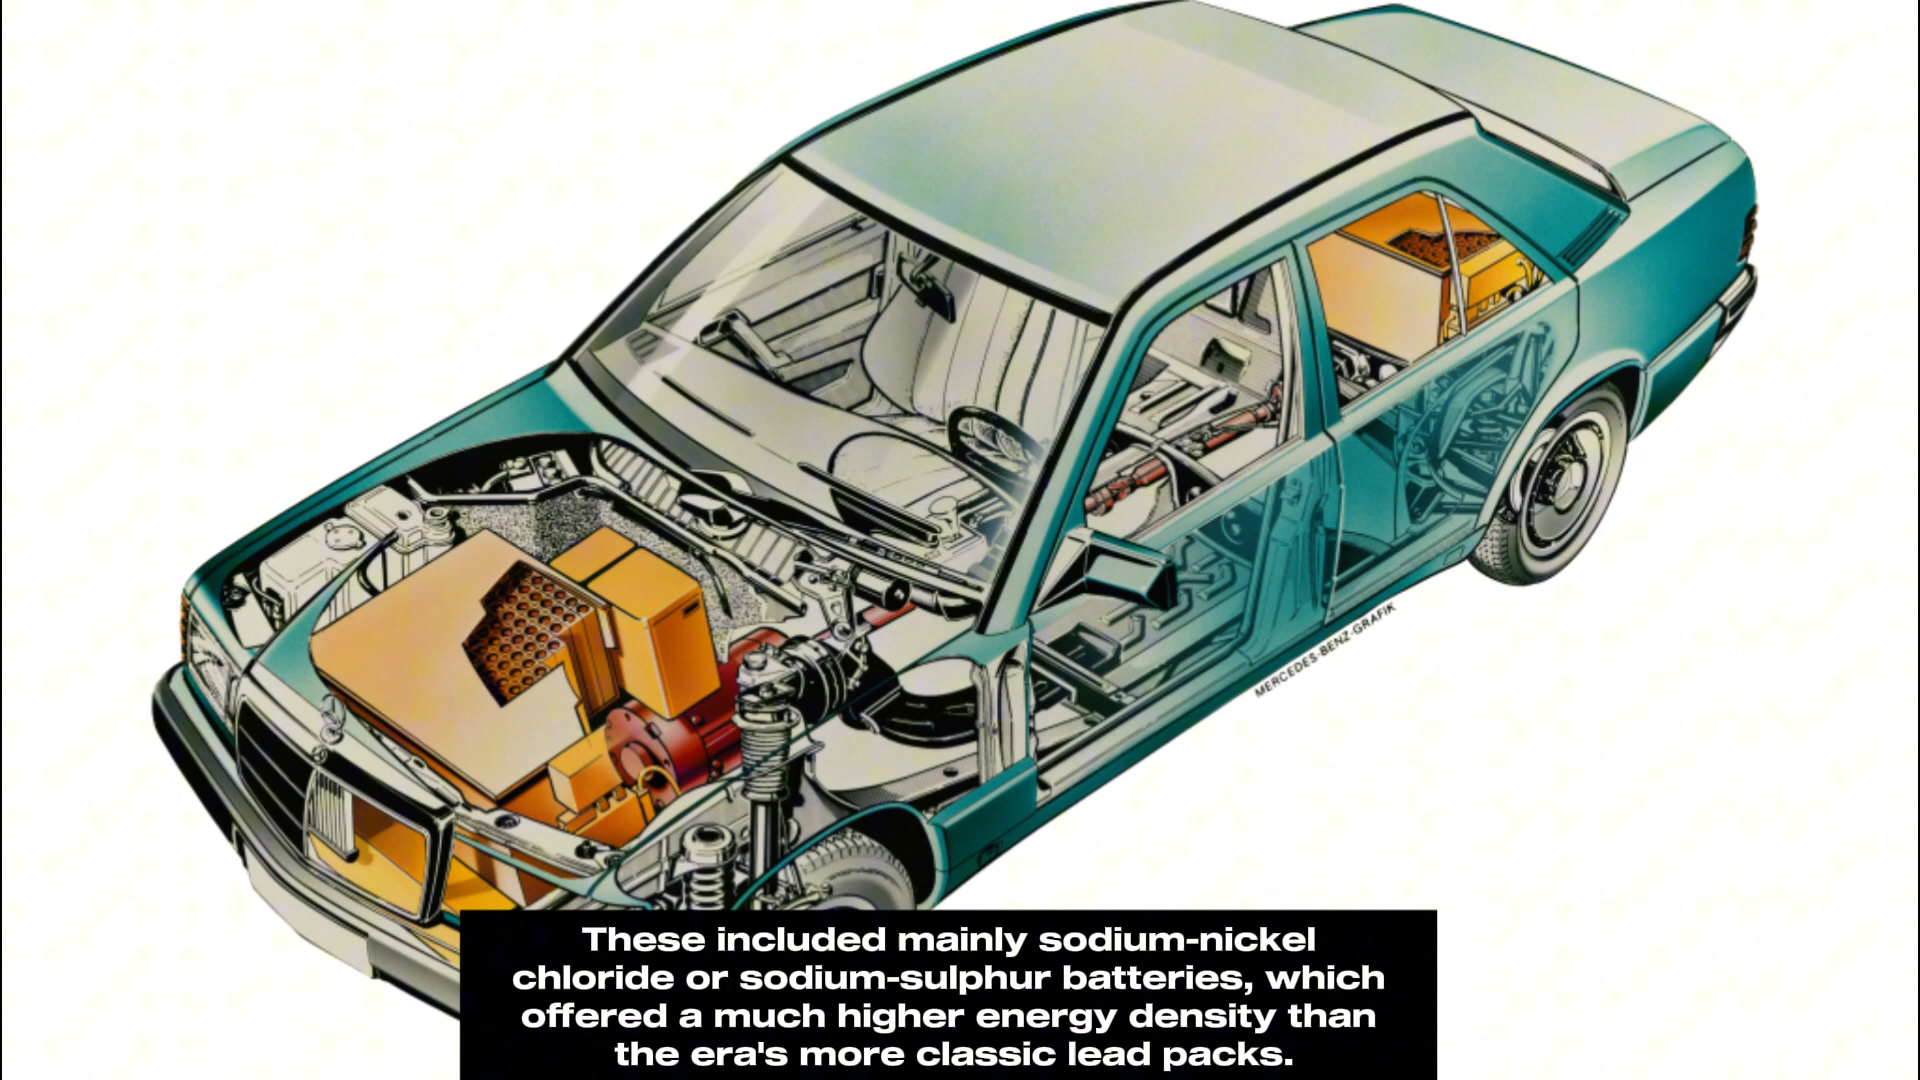 MERCEDES-BENZ-GRAFIK
These included mainly sodium-nickel
chloride or sodium-sulphur batteries, which
offered a much higher energy density than
the era's more classic lead packs.